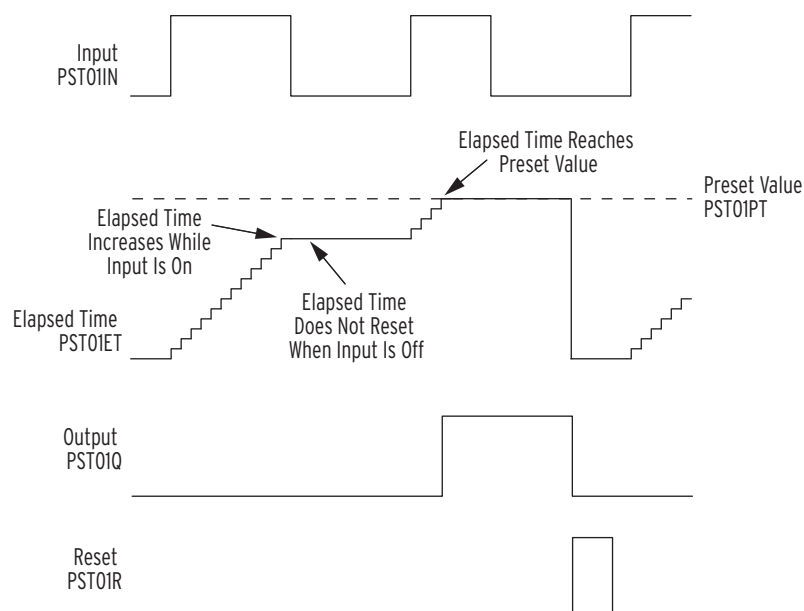 Input
PST01IN
Elapsed Time Reaches
Preset Value
Preset Value
PST01PT
Elapsed Time
Increases While
Input Is On
Elapsed Time
Does Not Reset
When Input Is Off
Elapsed Time
PST01ET
Output
PST01Q
Reset
PST01R